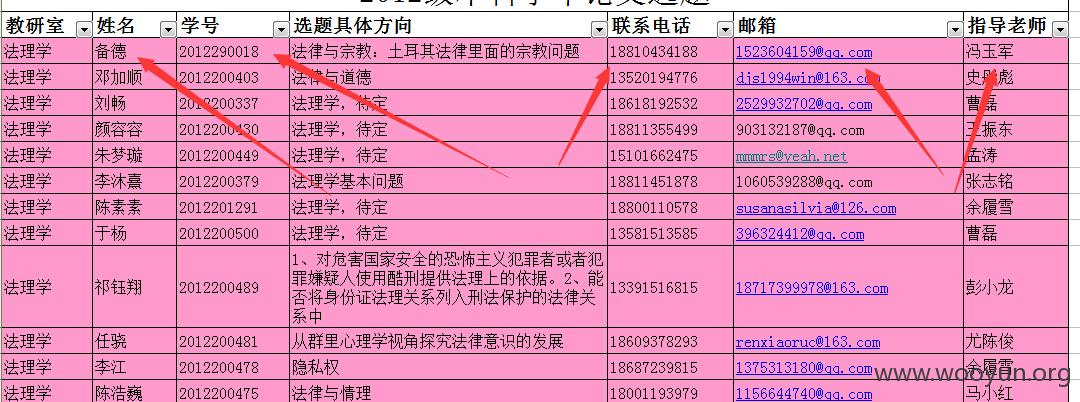 教研室 姓名 学号 选题具体方向 联系电话 邮箱 指导老师
法理学 备德 2012290018 法律与宗教：土耳其法律里面的宗教问题 18810434188 1523604159@qq.com 冯玉军
法理学 邓加顺 2012200403 法律与道德 13520194776 djs1994win@163.com 史彤彪
法理学 刘畅 2012200337 法理学，待定 18618192532 2529932702@qq.com 曹磊
法理学 颜容容 2012200430 法理学，待定 18811355499 903132187@qq.com 王振东
法理学 朱梦璇 2012200449 法理学，待定 15101662475 mmmrs@yeah.net 孟涛
法理学 李沐熹 2012200379 法理学基本问题 18811451878 1060539288@qq.com 张志铭
法理学 陈素素 2012201291 法理学，待定 18800110578 susanasilvia@126.com 余履雪
法理学 于杨 2012200500 法理学，待定 13581513585 396324412@qq.com 曹磊
法理学 祁钰翔 2012200489 1、对危害国家安全的恐怖主义犯罪者或者犯
罪嫌疑人使用酷刑提供法理上的依据。2、能
否将身份证法理关系列入刑法保护的法律关
系中 13391516815 18717399978@163.com 彭小龙
法理学 任骁 2012200481 从群里心理学视角探究法律意识的发展 18609378293 renxiaoruc@163.com 尤陈俊
法理学 李江 2012200478 隐私权 18687239815 1375313180@qq.com 余履雪
法理学 陈浩巍 2012200475 法律与情理 18001193979 1156644740@qq.com 马小红
www.wooyun.org